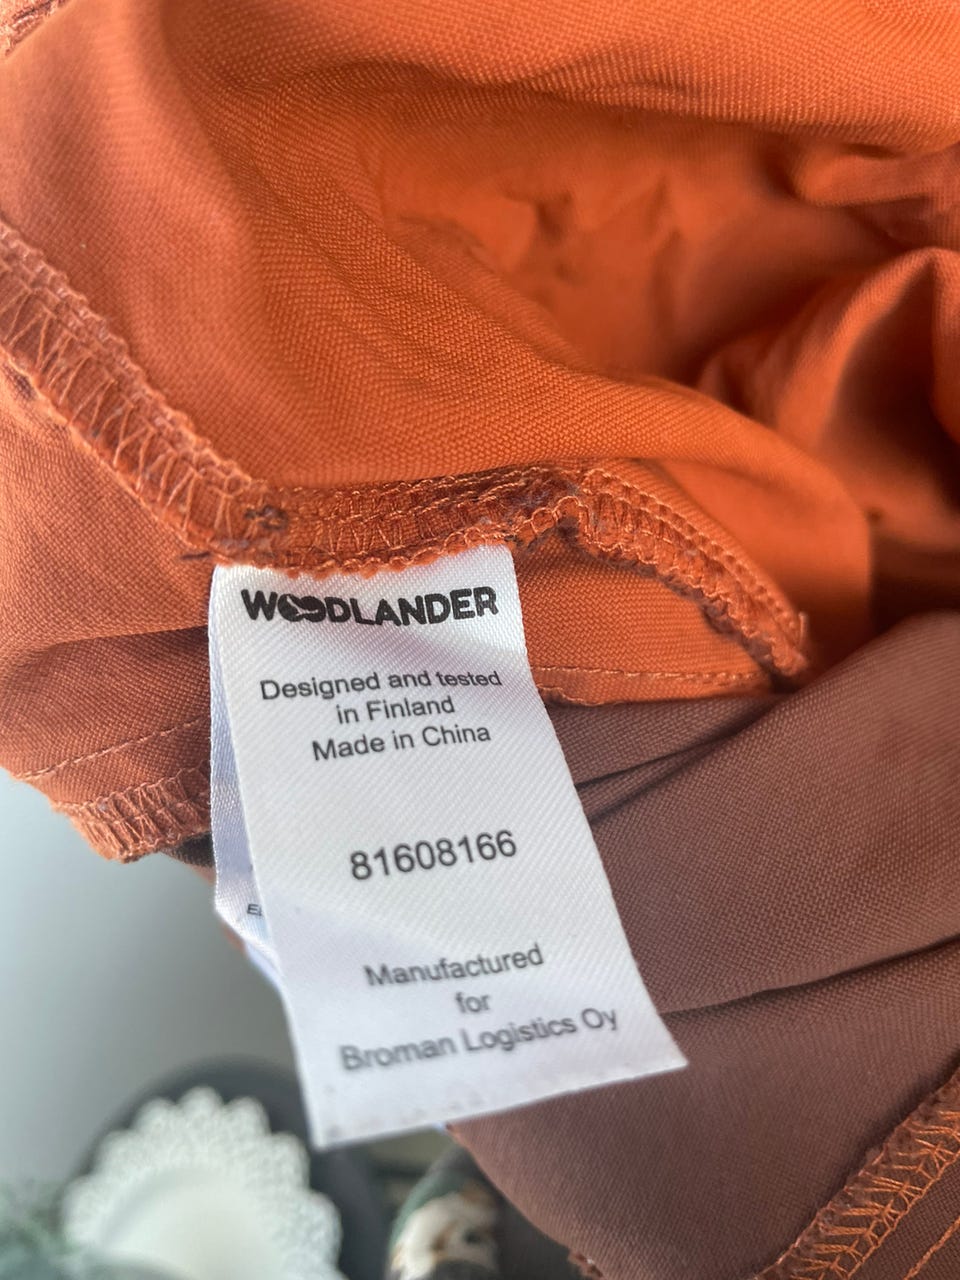 WOODLANDER
Designed and tested
in Finland
Made in China
81608166
Manufactured
for
Broman Logistics Oy